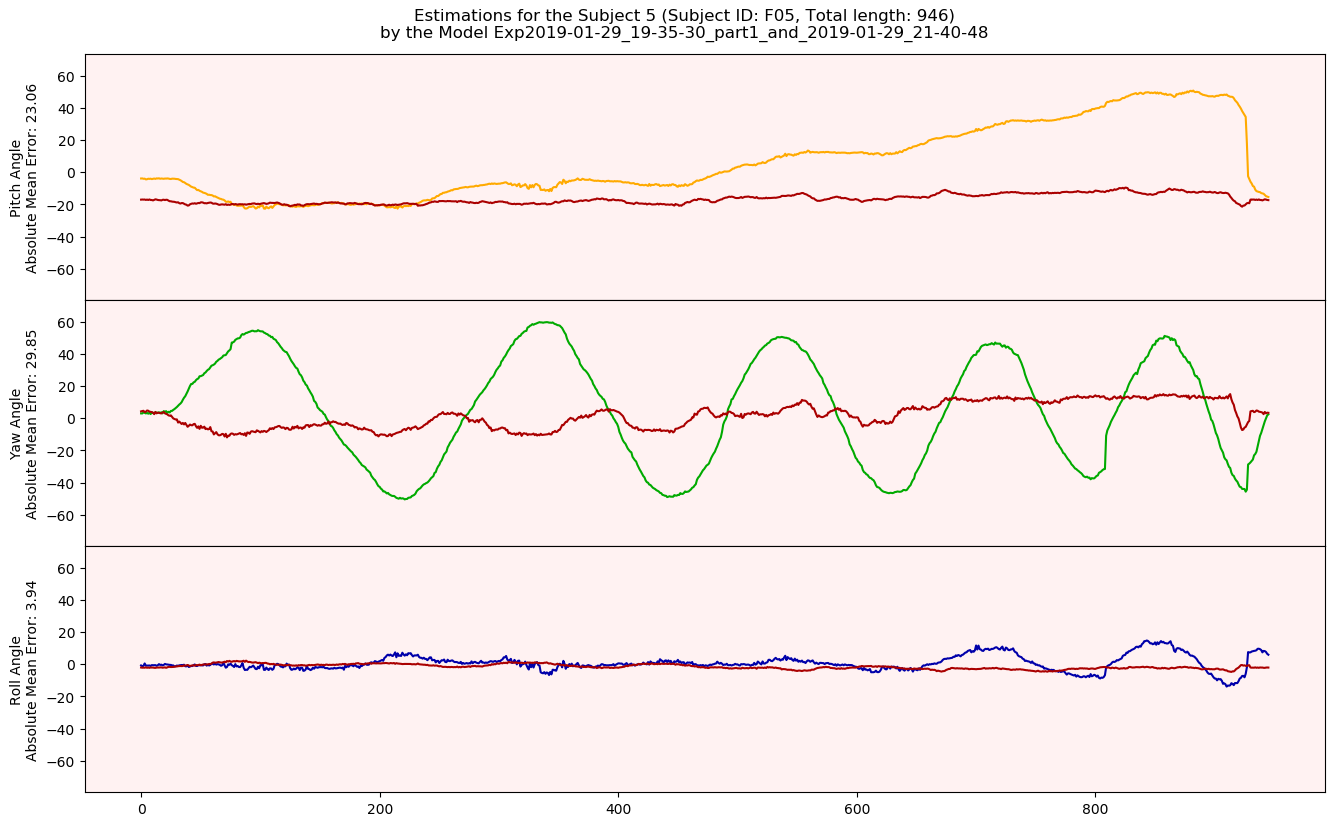 Estimations for the Subject 5 (Subject ID: F05, Total length: 946)
by the Model Exp2019-01-29_19-35-30_part1_and_2019-01-29_21-40-48
Pitch Angle
Absolute Mean Error: 23.06
60
40
20
0
−20
−40
−60
Yaw Angle
Absolute Mean Error: 29.85
60
40
20
0
−20
−40
−60
Roll Angle
Absolute Mean Error: 3.94
60
40
20
0
−20
−40
−60
0 200 400 600 800